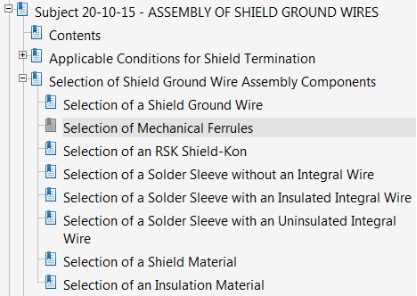 Subject 20-10-15 - ASSEMBLY OF SHIELD GROUND WIRES
Contents
Applicable Conditions for Shield Termination
Selection of Shield Ground Wire Assembly Components
Selection of a Shield Ground Wire
Selection of Mechanical Ferrules
Selection of an RSK Shield-Kon
Selection of a Solder Sleeve without an Integral Wire
Selection of a Solder Sleeve with an Insulated Integral Wire
Selection of a Solder Sleeve with an Uninsulated Integral
Wire
Selection of a Shield Material
Selection of an Insulation Material